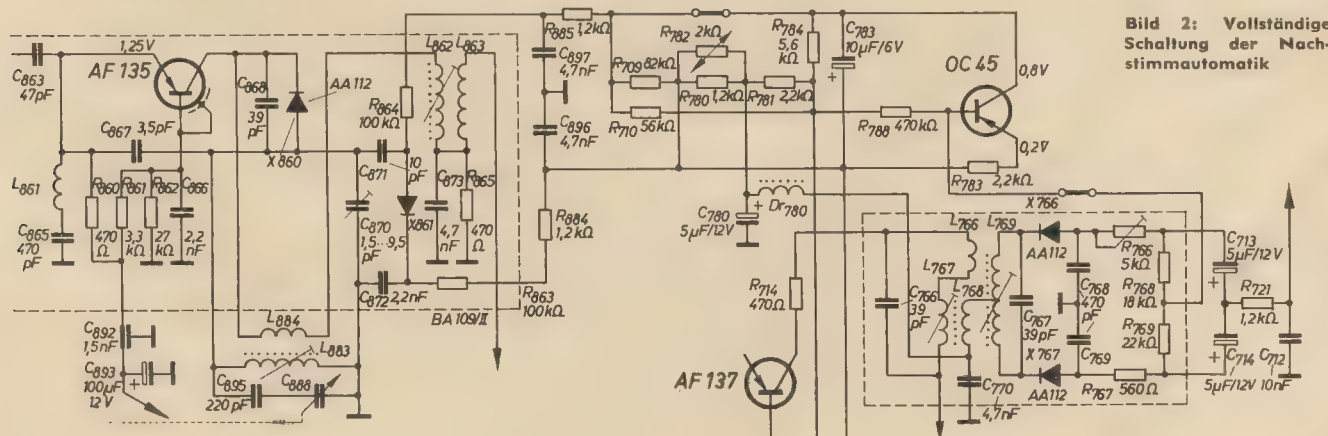 Bild 2: Vollständige
Schaltung der Nach-
stimmautomatik
C863
47pF
1,25V
AF 135
C868
39
pF
AA112
X860
C867 3,5pF
L861
R860
470
Ω
R861
3,3
kΩ
R862
27
kΩ
C866
2,2
nF
C865
470
pF
C892
1,5nF
C893
100µF
12V
L884
L883
C895
220pF
C888
R864
100kΩ
L862
L863
10
pF
C871
C870
1,5...9,5
pF
X861
C873
4,7
nF
R865
470
Ω
C872 2,2nF
R863
100kΩ
BA 109/II
R885 1,2kΩ
C897
4,7nF
C896
4,7nF
R884
1,2kΩ
R709 82kΩ
R710 56kΩ
R782 2kΩ
R780 1,2kΩ
R781 2,2kΩ
R784
5,6
kΩ
C783
10µF/6V
OC 45
0,8V
0,2V
R788 470kΩ
R783 2,2kΩ
C780
5µF/12V
+ Dr780
R714
470Ω
AF 137
L766
L767
L768
L769
C766
39
pF
C767
39pF
C770
4,7nF
X766
AA112
X767
AA112
C768
470
pF
C769
R766
5kΩ
R768
18kΩ
R769
22kΩ
R767 560Ω
C713
5µF/12V
C714
5µF/12V
R721
1,2kΩ
C712
10nF